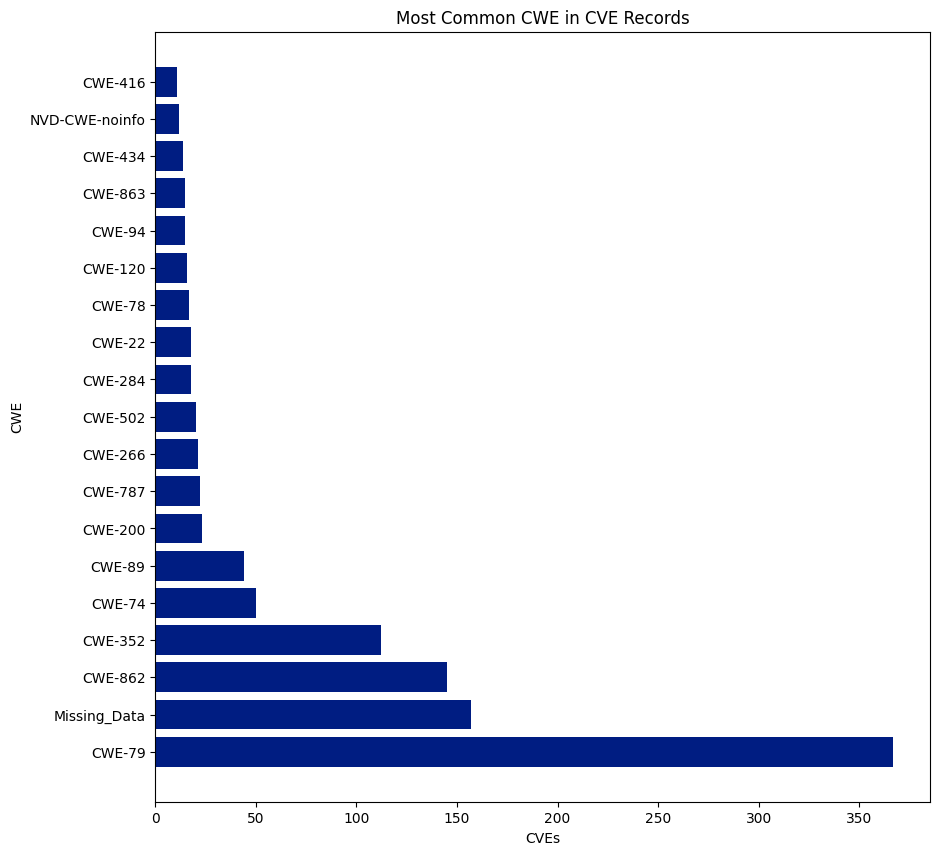 Most Common CWE in CVE Records
CWE-416
NVD-CWE-noinfo
CWE-434
CWE-863
CWE-94
CWE-120
CWE-78
CWE-22
CWE-284
CWE-502
CWE-266
CWE-787
CWE-200
CWE-89
CWE-74
CWE-352
CWE-862
Missing_Data
CWE-79
CWE
0 50 100 150 200 250 300 350
CVEs